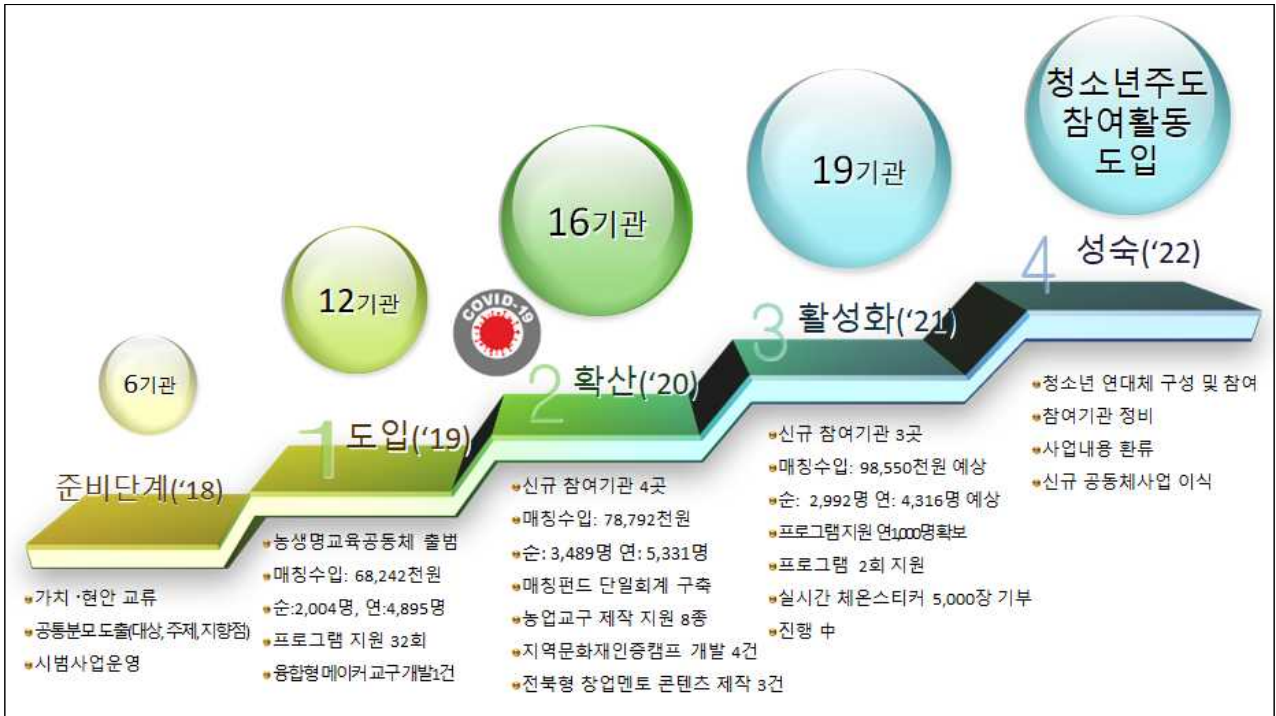 6기관
준비단계('18)
가치 ·현안 교류
공통분모 도출(대상, 주제, 지향점)
시범사업운영
12기관
1 도입('19)
농생명교육공동체 출범
매칭수입: 68,242천원
순:2,004명, 연:4,895명
프로그램 지원 32회
융합형 메이커 교구 개발1건
COVID-19
16기관
2 확산('20)
신규 참여기관 4곳
매칭수입: 78,792천원
순: 3,489명 연: 5,331명
매칭펀드 단일회계 구축
농업교구 제작 지원 8종
지역문화재인증캠프 개발 4건
전북형 창업멘토 콘텐츠 제작 3건
19기관
3 활성화('21)
신규 참여기관 3곳
매칭수입: 98,550천원 예상
순: 2,992명 연: 4,316명 예상
프로그램지원 연1,000명확보
프로그램 2회 지원
실시간 체온스티커 5,000장 기부
진행 中
청소년주도
참여활동
도입
4 성숙('22)
청소년 연대체 구성 및 참여
참여기관 정비
사업내용 환류
신규 공동체사업 이식